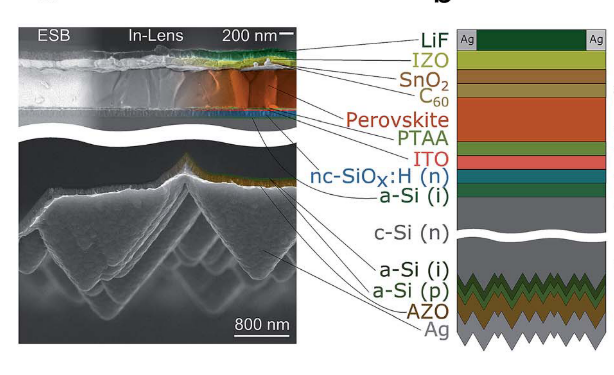 ESB
In-Lens
200 nm
LiF
IZO
SnO₂
C₆₀
Perovskite
PTAA
ITO
nc-SiOₓ:H (n)
a-Si (i)
c-Si (n)
a-Si (i)
a-Si (p)
AZO
Ag
800 nm
Ag
Ag